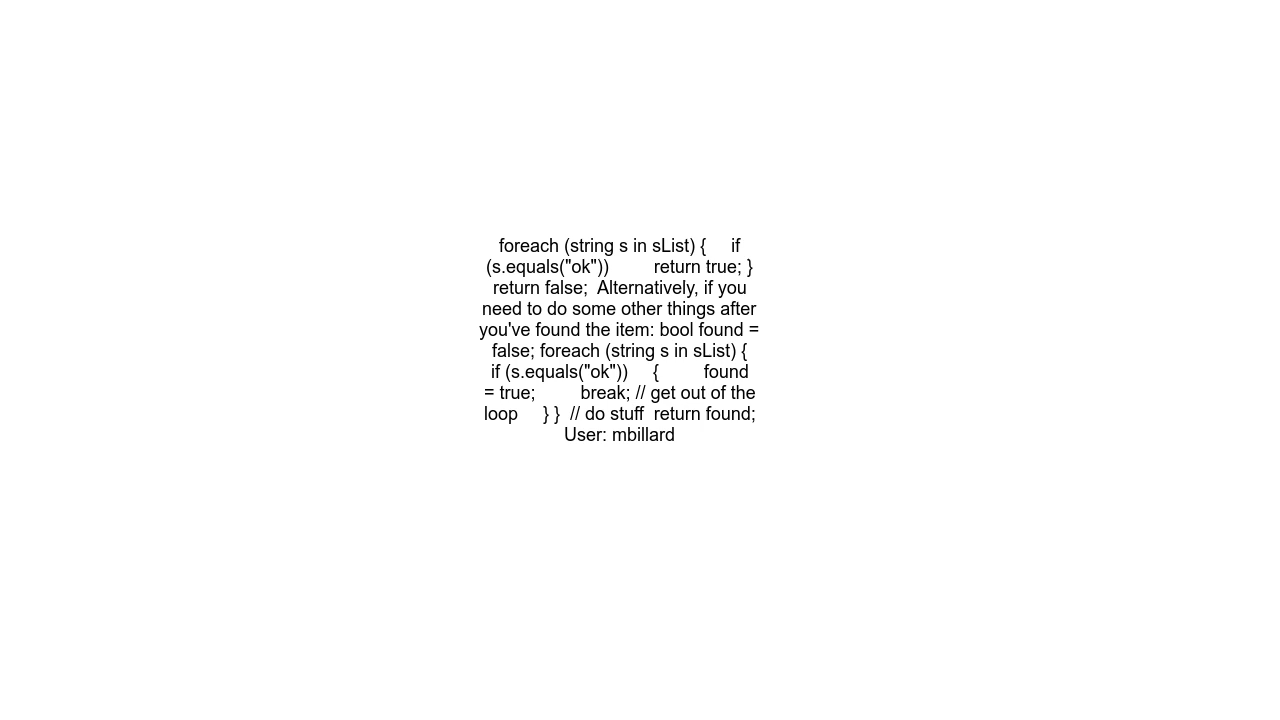 foreach (string s in sList) {     if
(s.equals("ok"))         return true; }
return false;  Alternatively, if you
need to do some other things after
you've found the item: bool found =
false; foreach (string s in sList) {
if (s.equals("ok"))     {         found
= true;         break; // get out of the
loop     } }  // do stuff  return found;
User: mbillard